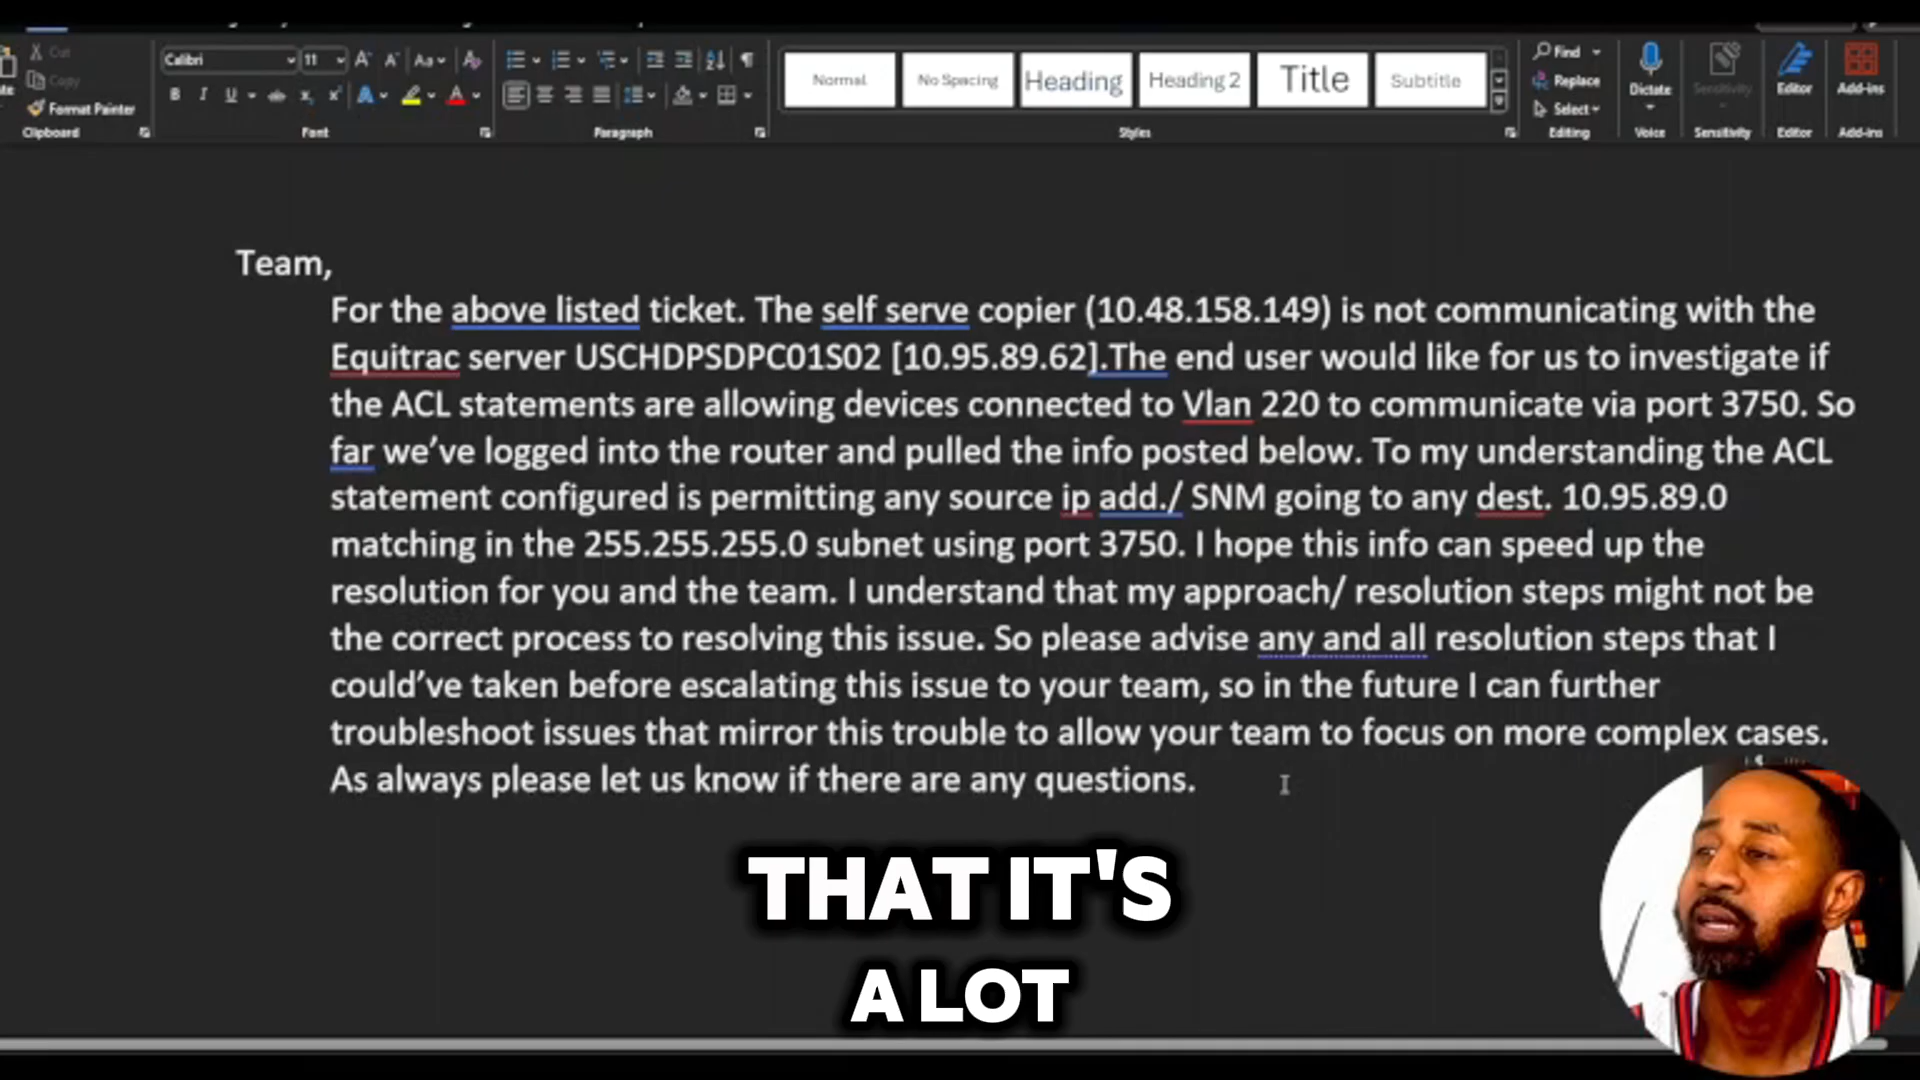 Cut
Copy
Format Painter
Clipboard
Calibri
11
Aa
B I U
Font
Paragraph
Normal
No Spacing
Heading
Heading 2
Title
Subtitle
Styles
Find
Replace
Select
Editing
Dictate
Voice
Sensitivity
Sensitivity
Editor
Editor
Add-ins
Add-ins
Team,
For the above listed ticket. The self serve copier (10.48.158.149) is not communicating with the
Equitrac server USCHDPSDPC01S02 [10.95.89.62].The end user would like for us to investigate if
the ACL statements are allowing devices connected to Vlan 220 to communicate via port 3750. So
far we’ve logged into the router and pulled the info posted below. To my understanding the ACL
statement configured is permitting any source ip add./ SNM going to any dest. 10.95.89.0
matching in the 255.255.255.0 subnet using port 3750. I hope this info can speed up the
resolution for you and the team. I understand that my approach/ resolution steps might not be
the correct process to resolving this issue. So please advise any and all resolution steps that I
could’ve taken before escalating this issue to your team, so in the future I can further
troubleshoot issues that mirror this trouble to allow your team to focus on more complex cases.
As always please let us know if there are any questions.
THAT IT'S
A LOT